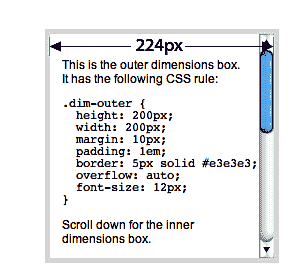 224px
This is the outer dimensions box.
It has the following CSS rule:
.dim-outer {
height: 200px;
width: 200px;
margin: 10px;
padding: 1em;
border: 5px solid #e3e3e3;
overflow: auto;
font-size: 12px;
}
Scroll down for the inner
dimensions box.